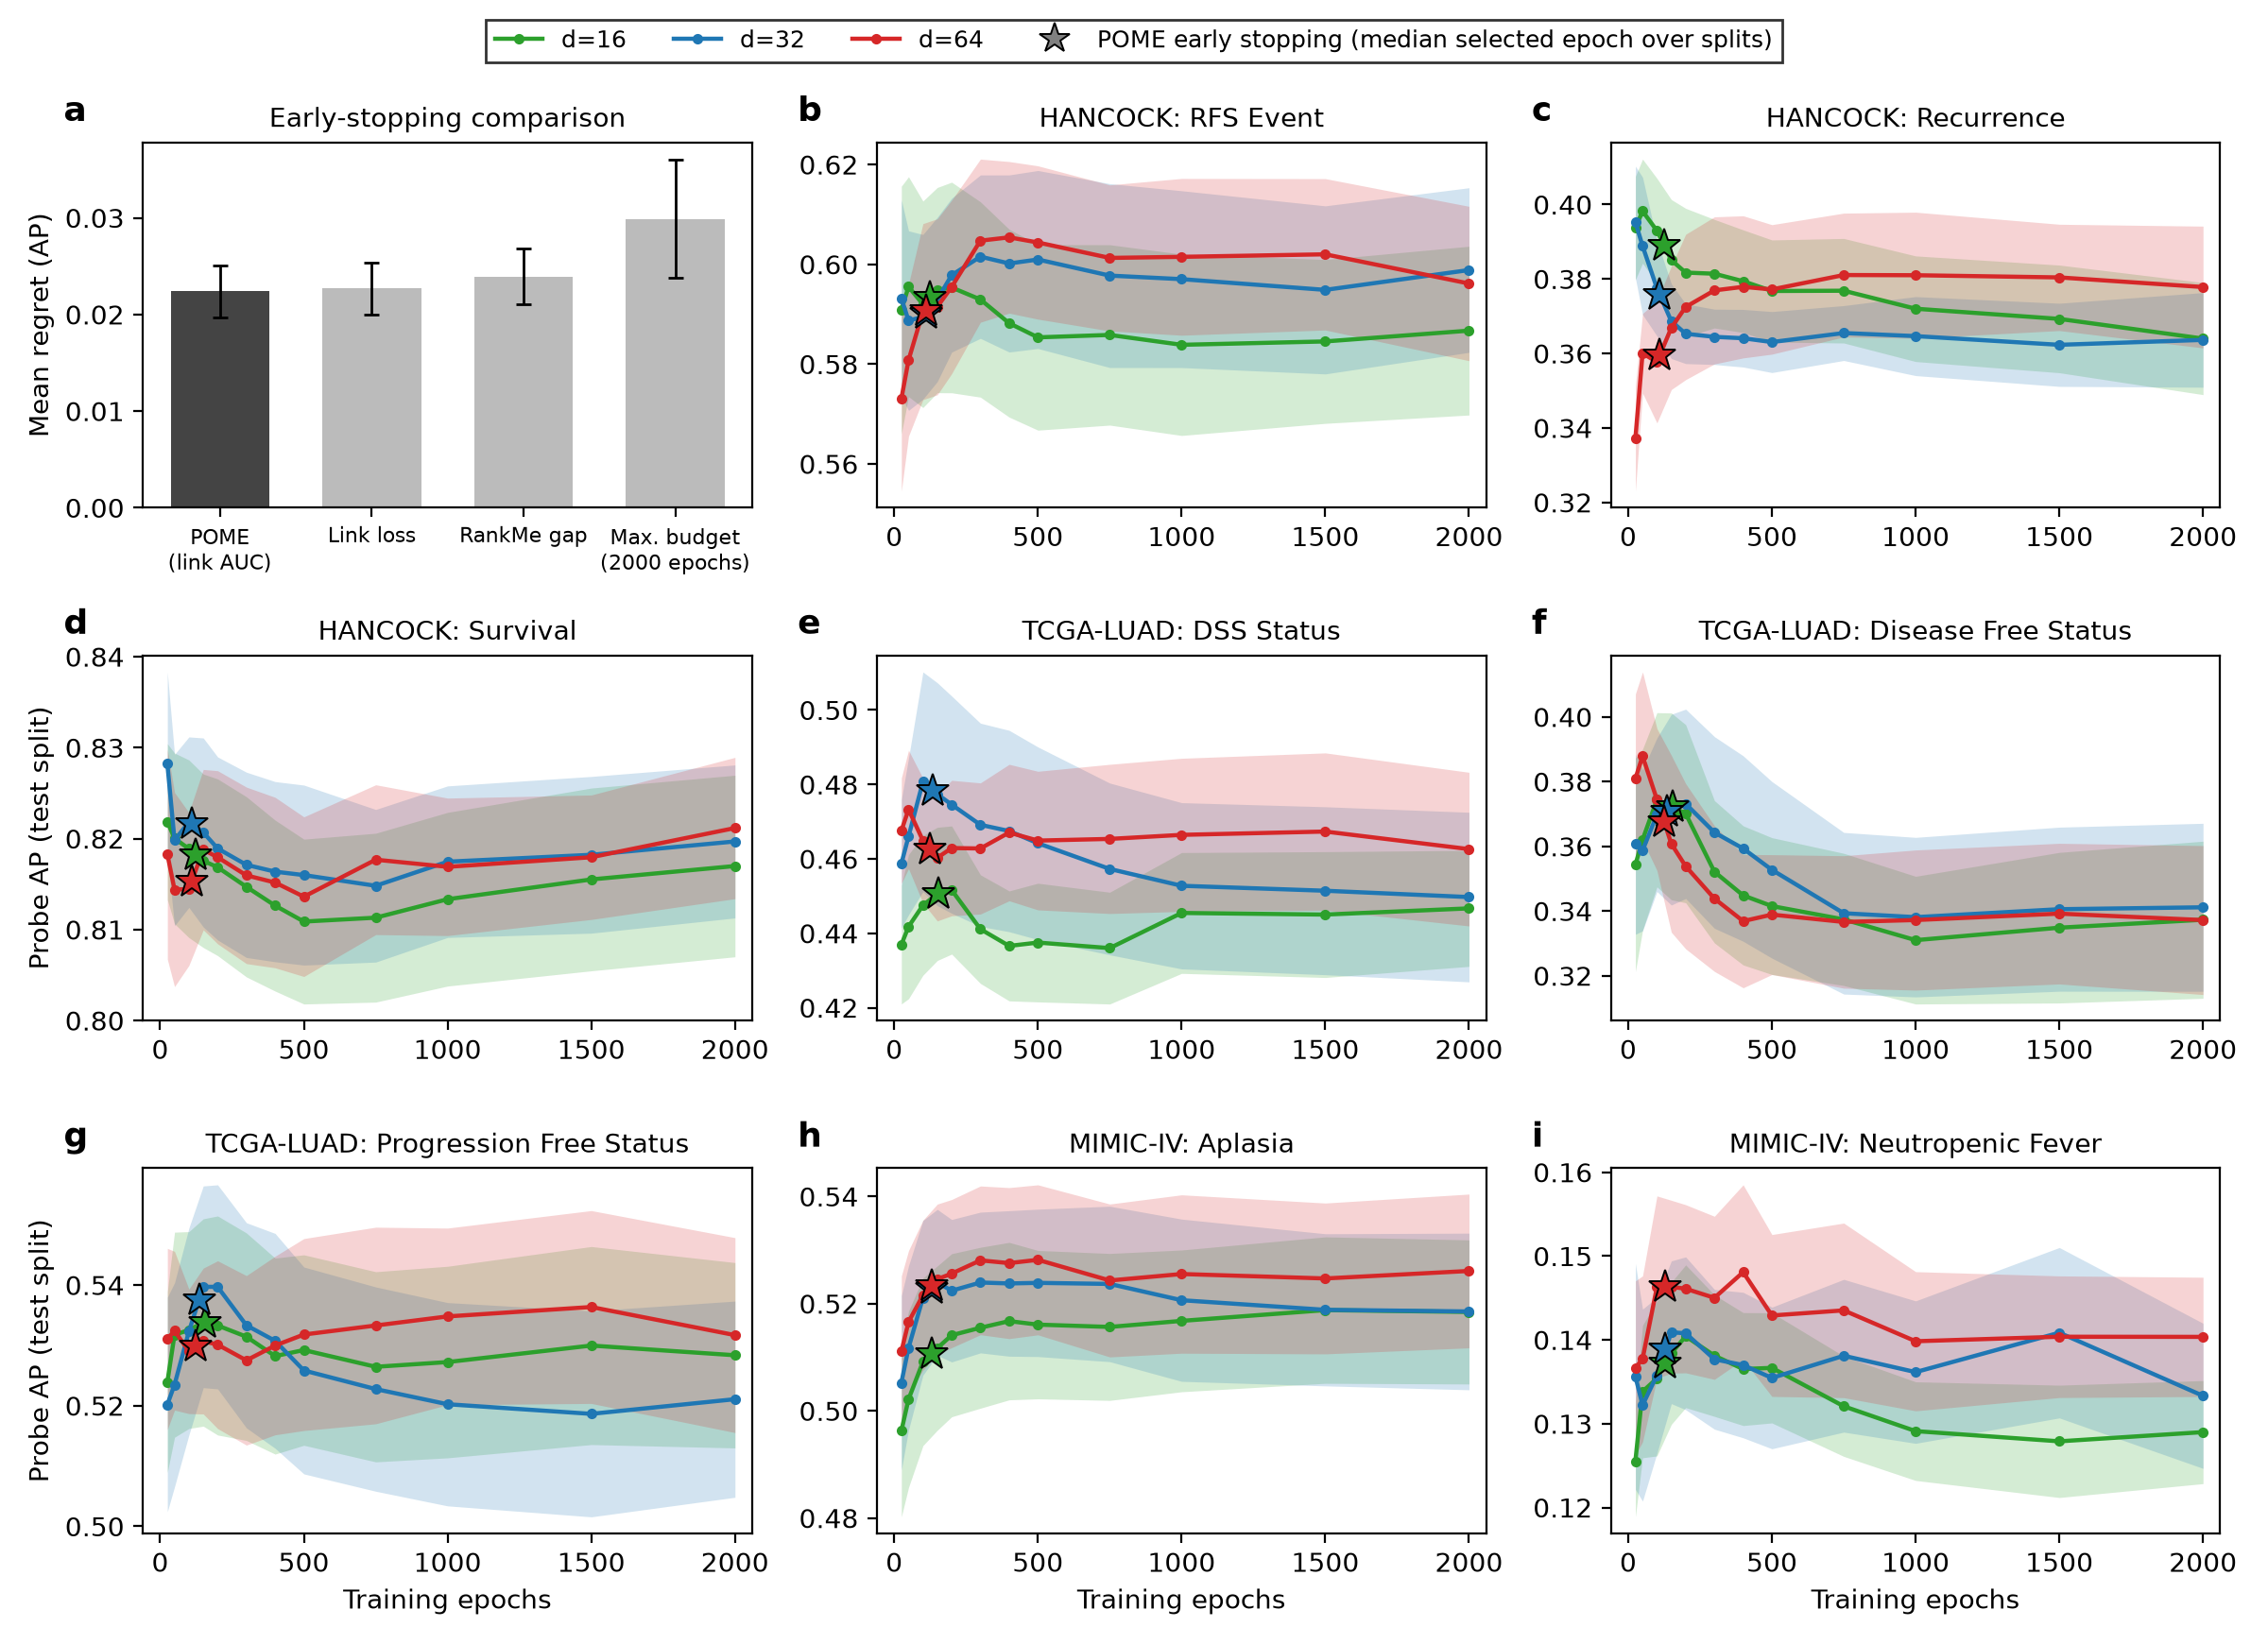 d=16 d=32 d=64 POME early stopping (median selected epoch over splits)
a
Early-stopping comparison
Mean regret (AP)
0.03
0.02
0.01
0.00
POME
(link AUC)
Link loss
RankMe gap
Max. budget
(2000 epochs)
b
HANCOCK: RFS Event
0.62
0.60
0.58
0.56
0 500 1000 1500 2000
c
HANCOCK: Recurrence
0.40
0.38
0.36
0.34
0.32
0 500 1000 1500 2000
d
HANCOCK: Survival
Probe AP (test split)
0.84
0.83
0.82
0.81
0.80
0 500 1000 1500 2000
e
TCGA-LUAD: DSS Status
0.50
0.48
0.46
0.44
0.42
0 500 1000 1500 2000
f
TCGA-LUAD: Disease Free Status
0.40
0.38
0.36
0.34
0.32
0 500 1000 1500 2000
g
TCGA-LUAD: Progression Free Status
Probe AP (test split)
0.54
0.52
0.50
0 500 1000 1500 2000
Training epochs
h
MIMIC-IV: Aplasia
0.54
0.52
0.50
0.48
0 500 1000 1500 2000
Training epochs
i
MIMIC-IV: Neutropenic Fever
0.16
0.15
0.14
0.13
0.12
0 500 1000 1500 2000
Training epochs